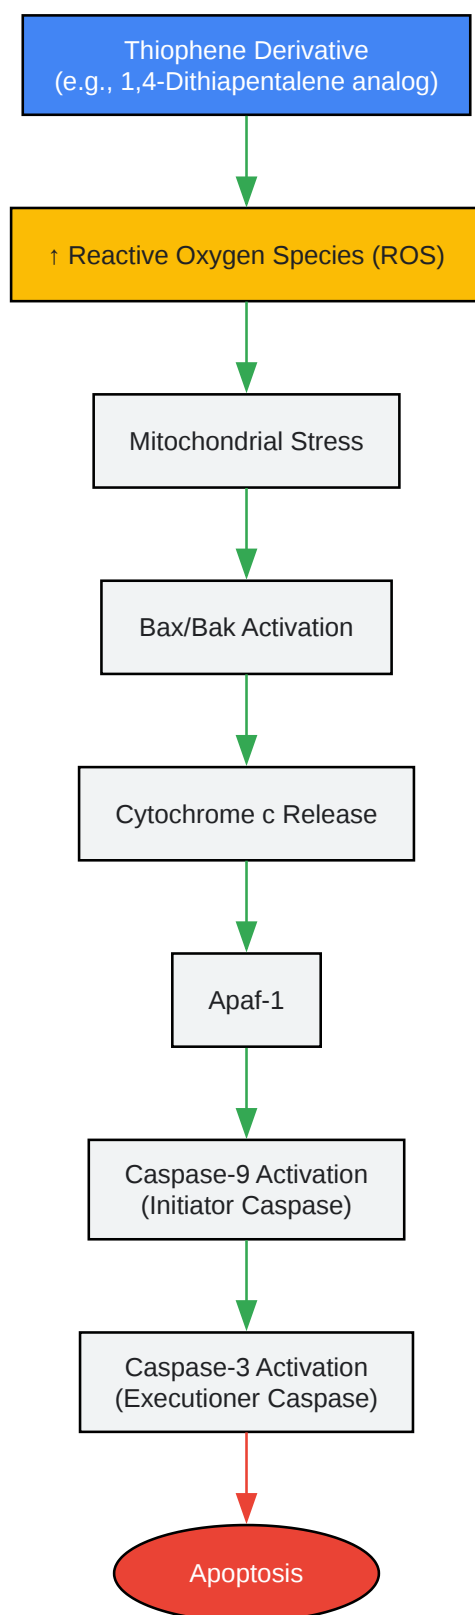 Thiophene Derivative
(e.g., 1,4-Dithiapentalene analog)
↑ Reactive Oxygen Species (ROS)
Mitochondrial Stress
Bax/Bak Activation
Cytochrome c Release
Apaf-1
Caspase-9 Activation
(Initiator Caspase)
Caspase-3 Activation
(Executioner Caspase)
Apoptosis